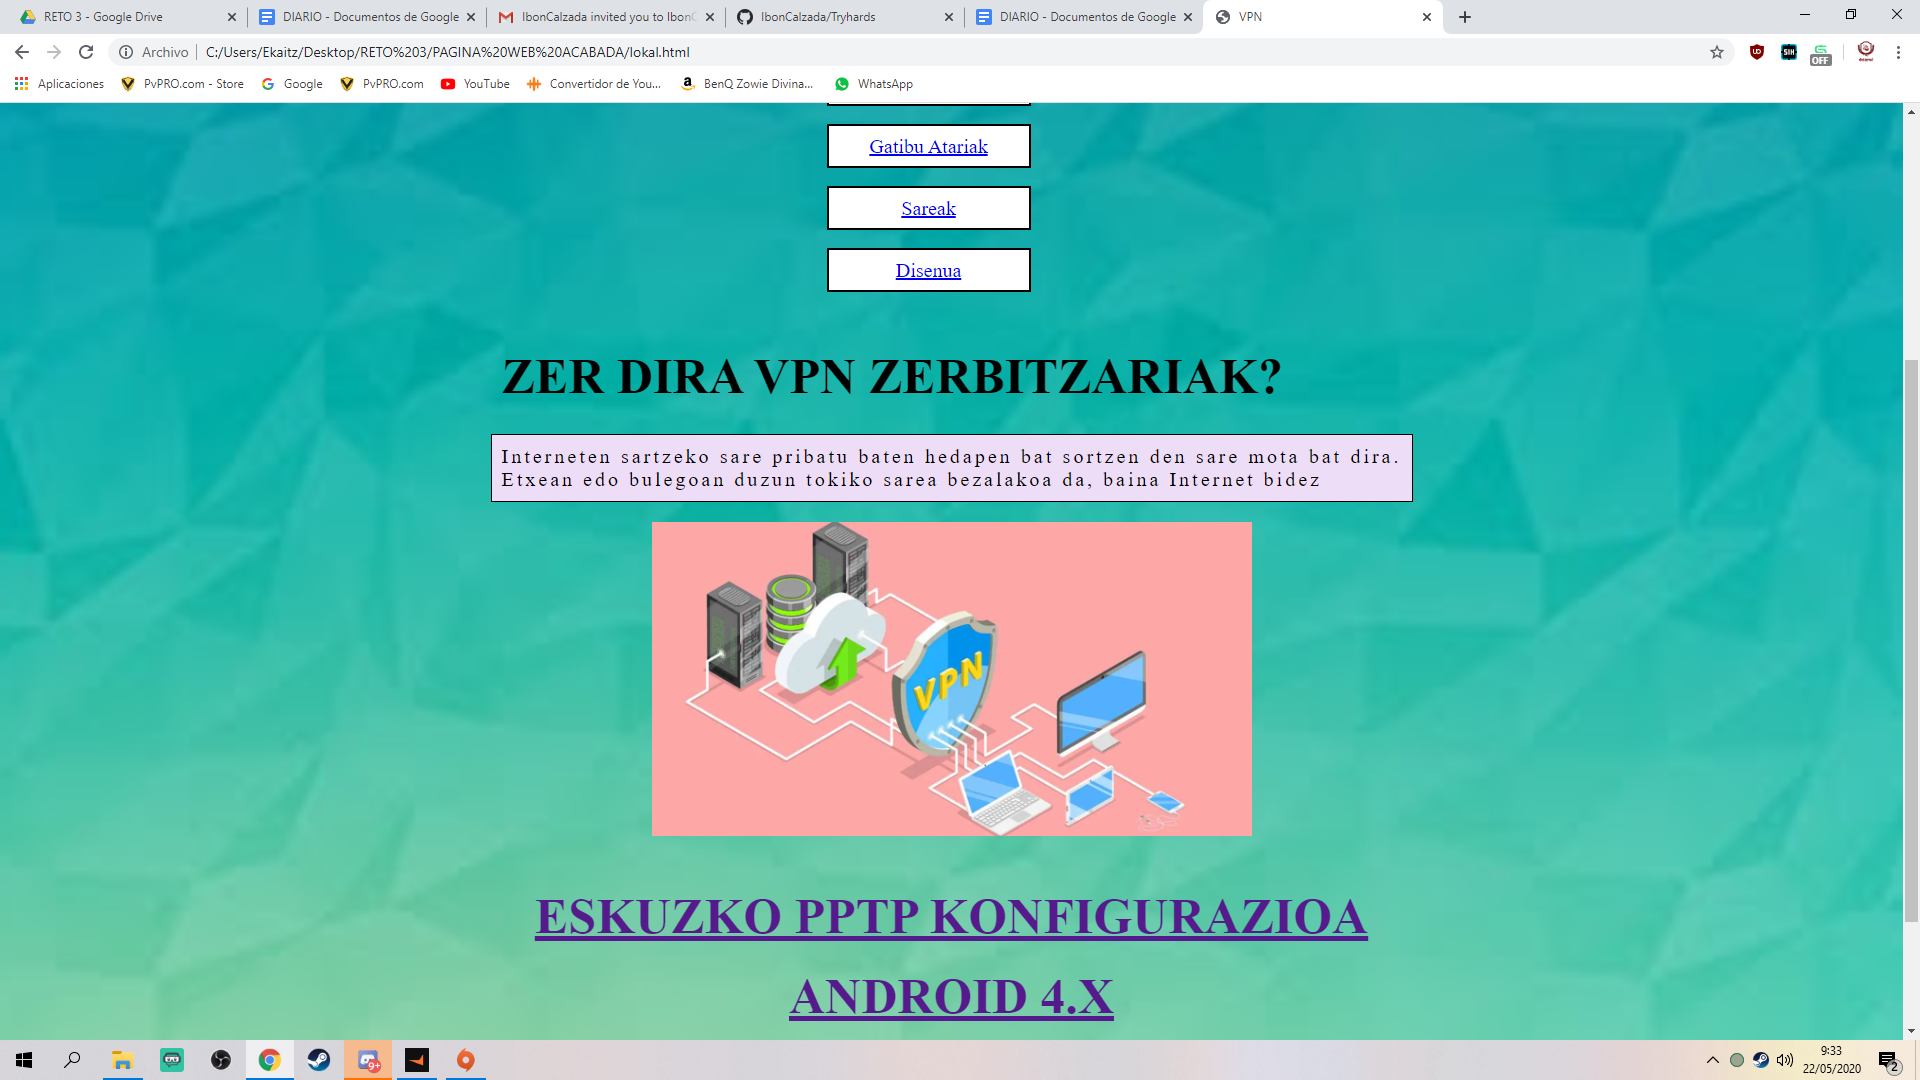 RETO 3 - Google Drive
DIARIO - Documentos de Google
IbonCalzada invited you to Ibon
IbonCalzada/Tryhards
DIARIO - Documentos de Google
VPN
Archivo
C:/Users/Ekaitz/Desktop/RETO%203/PAGINA%20WEB%20ACABADA/lokal.html
OFF
Aplicaciones
PvPRO.com - Store
Google
PvPRO.com
YouTube
Convertidor de You...
BenQ Zowie Divina...
WhatsApp
Gatibu Atariak
Sareak
Disenua
ZER DIRA VPN ZERBITZARIAK?
Interneten sartzeko sare pribatu baten hedapen bat sortzen den sare mota bat dira.
Etxean edo bulegoan duzun tokiko sarea bezalakoa da, baina Internet bidez
VPN
ESKUZKO PPTP KONFIGURAZIOA
ANDROID 4.X
9+
9:33
22/05/2020
2